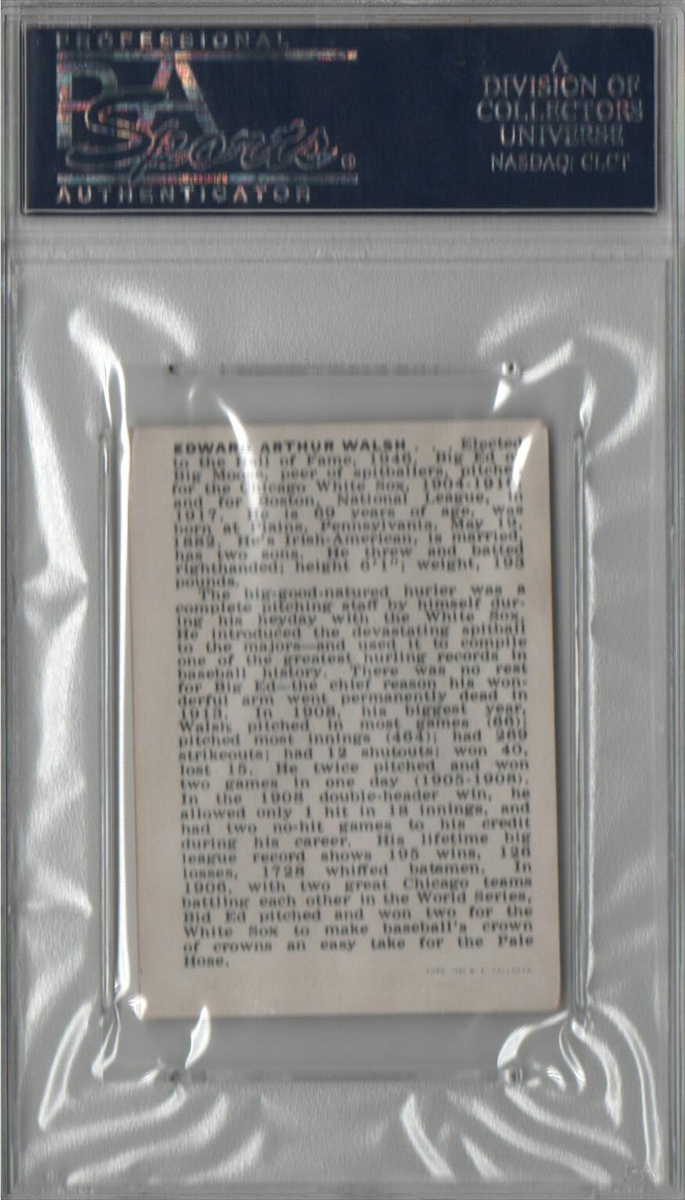 PROFESSIONAL
PSA
Sports ®
AUTHENTICATOR
A
DIVISION OF
COLLECTORS
UNIVERSE
NASDAQ: CLCT
EDWARD ARTHUR WALSH . . . Elected
to the Hall of Fame, 1946. Big Ed
Big Moose, peer of spitballers, pitched
for the Chicago White Sox, 1904-1916
and for Boston, National League, in
1917. He is 69 years of age, was
born at Plains, Pennsylvania, May 19,
1882. He's Irish-American, is married,
has two sons. He threw and batted
righthanded; height 6'1"; weight, 193
pounds.
The big-good-natured hurler was a
complete pitching staff by himself dur-
ing his heyday with the White Sox.
He introduced the devastating spitball
to the majors—and used it to compile
one of the greatest hurling records in
baseball history. There was no rest
for Big Ed—the chief reason his won-
derful arm went permanently dead in
1913. In 1908, his biggest year,
Walsh pitched in most games (66);
pitched most innings (464); had 269
strikeouts; had 12 shutouts; won 40,
lost 15. He twice pitched and won
two games in one day (1905-1908).
In the 1908 double-header win, he
allowed only 1 hit in 18 innings, and
had two no-hit games to his credit
during his career. His lifetime big
league record shows 195 wins, 126
losses, 1728 whiffed batsmen. In
1906, with two great Chicago teams
battling each other in the World Series,
Bid Ed pitched and won two for the
White Sox to make baseball's crown
of crowns an easy take for the Pale
Hose.